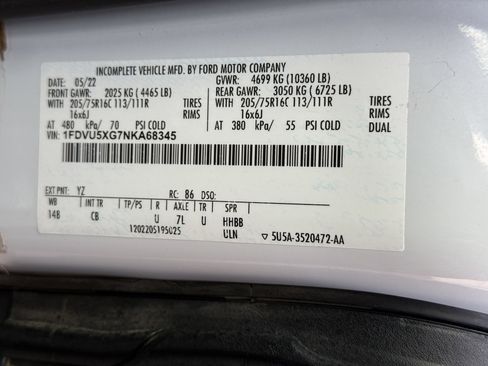 INCOMPLETE VEHICLE MFD. BY FORD MOTOR COMPANY
05/22 GVWR: 4699 KG (10360 LB)
FRONT GAWR: 2025 KG ( 4465 LB) REAR GAWR: 3050 KG ( 6725 LB)
WITH 205/75R16C 113/111R TIRES WITH 205/75R16C 113/111R TIRES
16x6J RIMS 16x6J RIMS
AT 480 kPa/ 70 PSI COLD AT 380 kPa/ 55 PSI COLD DUAL
VIN: 1FDVU5XG7NKA68345
EXT PNT: YZ RC: 86 DSO:
WB INT TR TP/PS R AXLE TR SPR
14B CB U 7L U HHBB
1202205195025 ULN 5U5A-3520472-AA